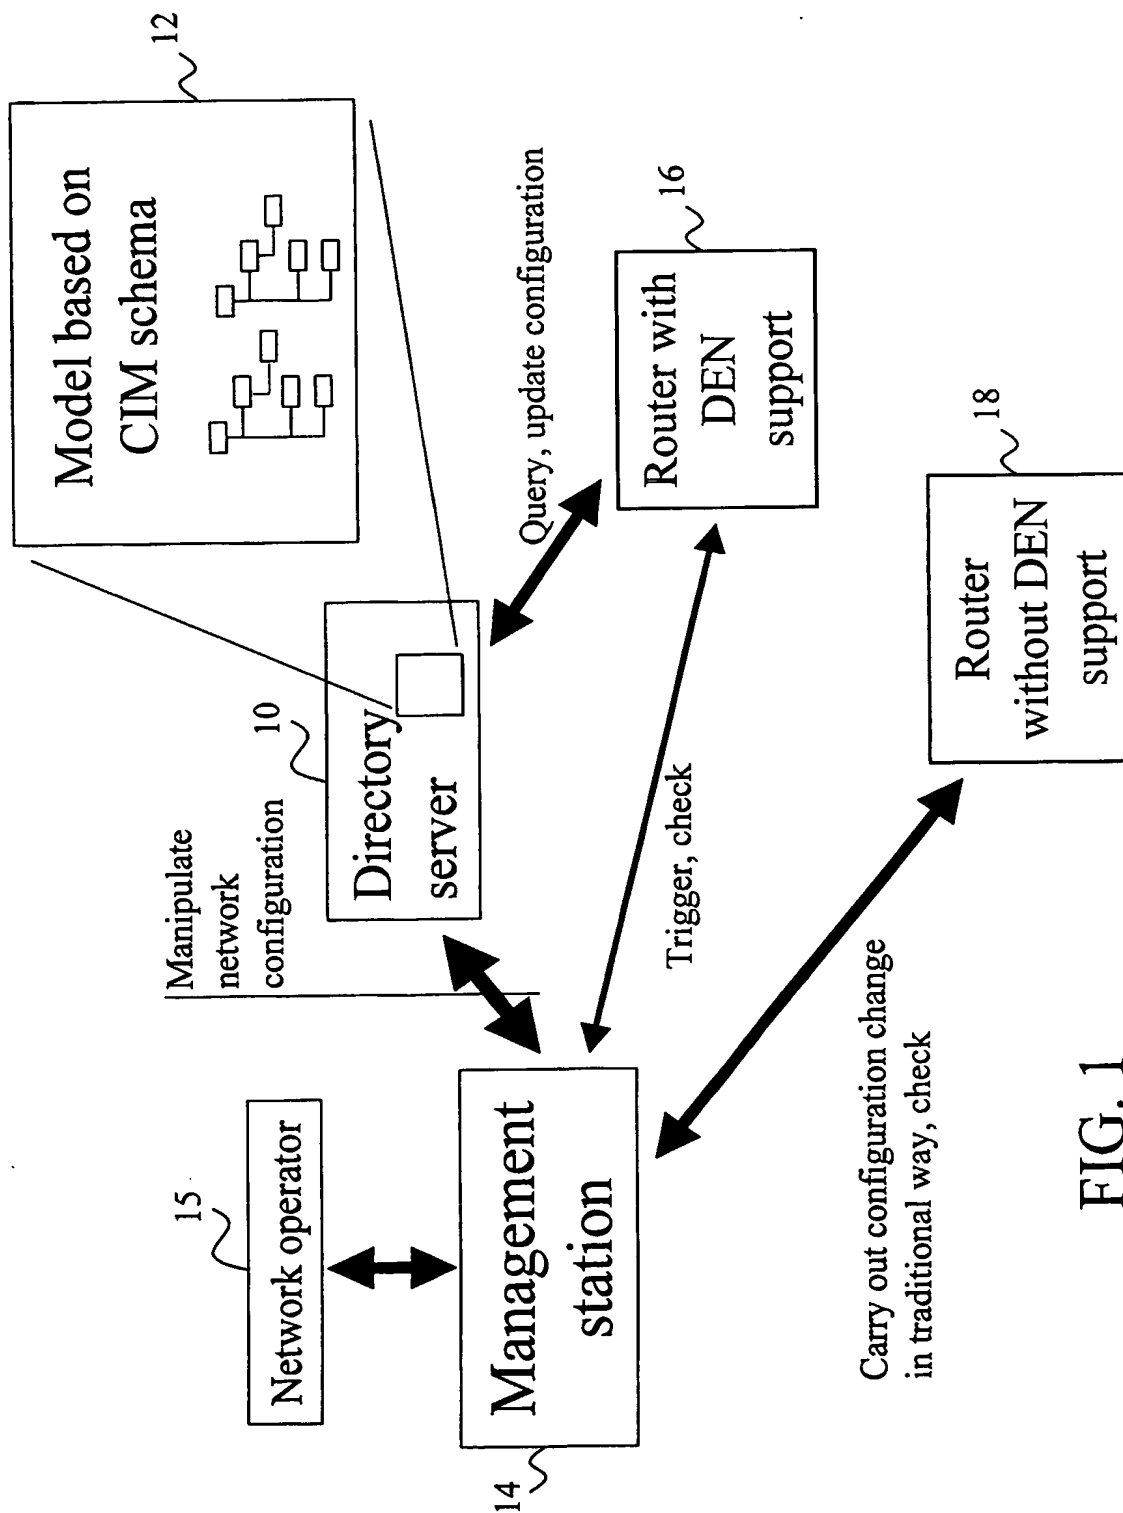 15
Network operator
Manipulate
network
configuration
10
Directory
server
12
Model based on
CIM schema
14
Management
station
Query, update configuration
16
Router with
DEN
support
Trigger, check
18
Router
without DEN
support
Carry out configuration change
in traditional way, check
FIG. 1